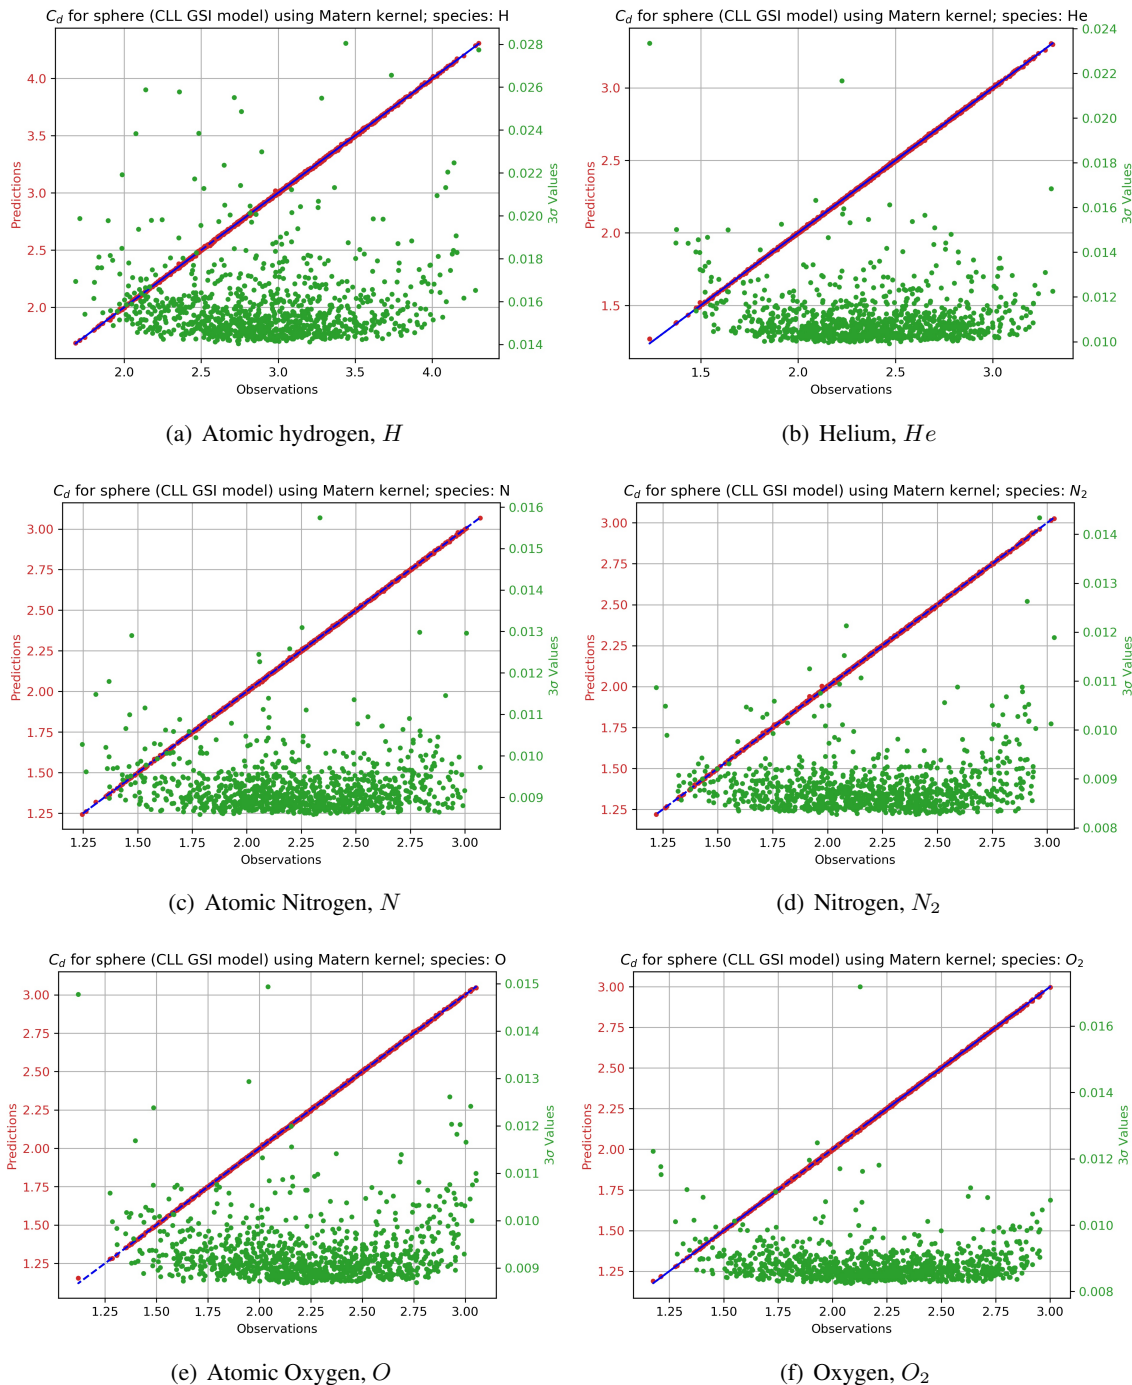 C_d for sphere (CLL GSI model) using Matern kernel; species: H
4.0
3.5
3.0
2.5
2.0
Predictions
0.028
0.026
0.024
0.022
0.020
0.018
0.016
0.014
3σ Values
2.0 2.5 3.0 3.5 4.0
Observations
(a) Atomic hydrogen, H
C_d for sphere (CLL GSI model) using Matern kernel; species: He
3.0
2.5
2.0
1.5
Predictions
0.024
0.022
0.020
0.018
0.016
0.014
0.012
0.010
3σ Values
1.5 2.0 2.5 3.0
Observations
(b) Helium, He
C_d for sphere (CLL GSI model) using Matern kernel; species: N
3.00
2.75
2.50
2.25
2.00
1.75
1.50
1.25
Predictions
0.016
0.015
0.014
0.013
0.012
0.011
0.010
0.009
3σ Values
1.25 1.50 1.75 2.00 2.25 2.50 2.75 3.00
Observations
(c) Atomic Nitrogen, N
C_d for sphere (CLL GSI model) using Matern kernel; species: N₂
3.00
2.75
2.50
2.25
2.00
1.75
1.50
1.25
Predictions
0.014
0.013
0.012
0.011
0.010
0.009
0.008
3σ Values
1.25 1.50 1.75 2.00 2.25 2.50 2.75 3.00
Observations
(d) Nitrogen, N₂
C_d for sphere (CLL GSI model) using Matern kernel; species: O
3.00
2.75
2.50
2.25
2.00
1.75
1.50
1.25
Predictions
0.015
0.014
0.013
0.012
0.011
0.010
0.009
3σ Values
1.25 1.50 1.75 2.00 2.25 2.50 2.75 3.00
Observations
(e) Atomic Oxygen, O
C_d for sphere (CLL GSI model) using Matern kernel; species: O₂
3.00
2.75
2.50
2.25
2.00
1.75
1.50
1.25
Predictions
0.016
0.014
0.012
0.010
0.008
3σ Values
1.25 1.50 1.75 2.00 2.25 2.50 2.75 3.00
Observations
(f) Oxygen, O₂